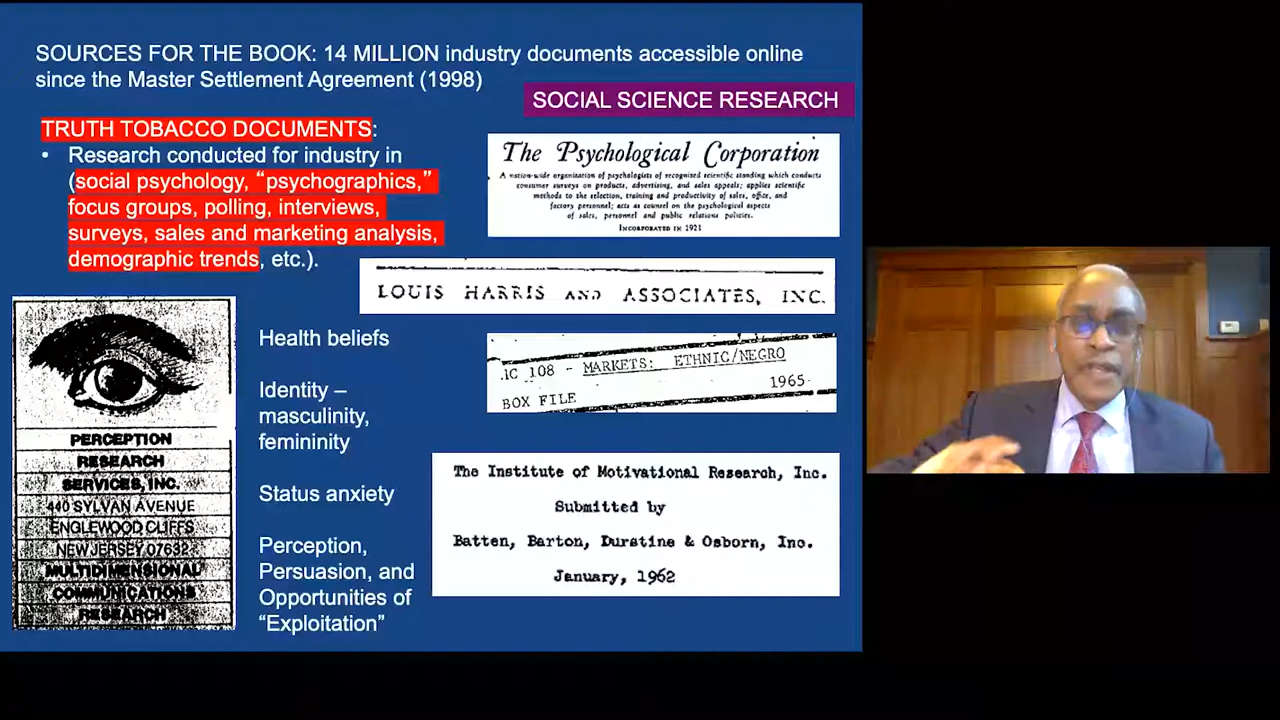 SOURCES FOR THE BOOK: 14 MILLION industry documents accessible online
since the Master Settlement Agreement (1998)
SOCIAL SCIENCE RESEARCH
TRUTH TOBACCO DOCUMENTS:
• Research conducted for industry in
(social psychology, “psychographics,”
focus groups, polling, interviews,
surveys, sales and marketing analysis,
demographic trends, etc.).
The Psychological Corporation
A nation-wide organization of psychologists of recognized scientific standing which conducts
consumer surveys on products, advertising, and sales appeals; applies scientific
methods to the selection, training and productivity of sales, office, and
factory personnel; acts as counsel on the psychological aspects
of sales, personnel and public relations policies.
INCORPORATED IN 1921
LOUIS HARRIS AND ASSOCIATES, INC.
IC 108 - MARKETS: ETHNIC/NEGRO
1965
BOX FILE
The Institute of Motivational Research, Inc.
Submitted by
Batten, Barton, Durstine & Osborn, Inc.
January, 1962
PERCEPTION
RESEARCH
SERVICES, INC.
440 SYLVAN AVENUE
ENGLEWOOD CLIFFS
NEW JERSEY 07632
MULTIDIMENSIONAL
COMMUNICATIONS
RESEARCH
Health beliefs
Identity –
masculinity,
femininity
Status anxiety
Perception,
Persuasion, and
Opportunities of
“Exploitation”